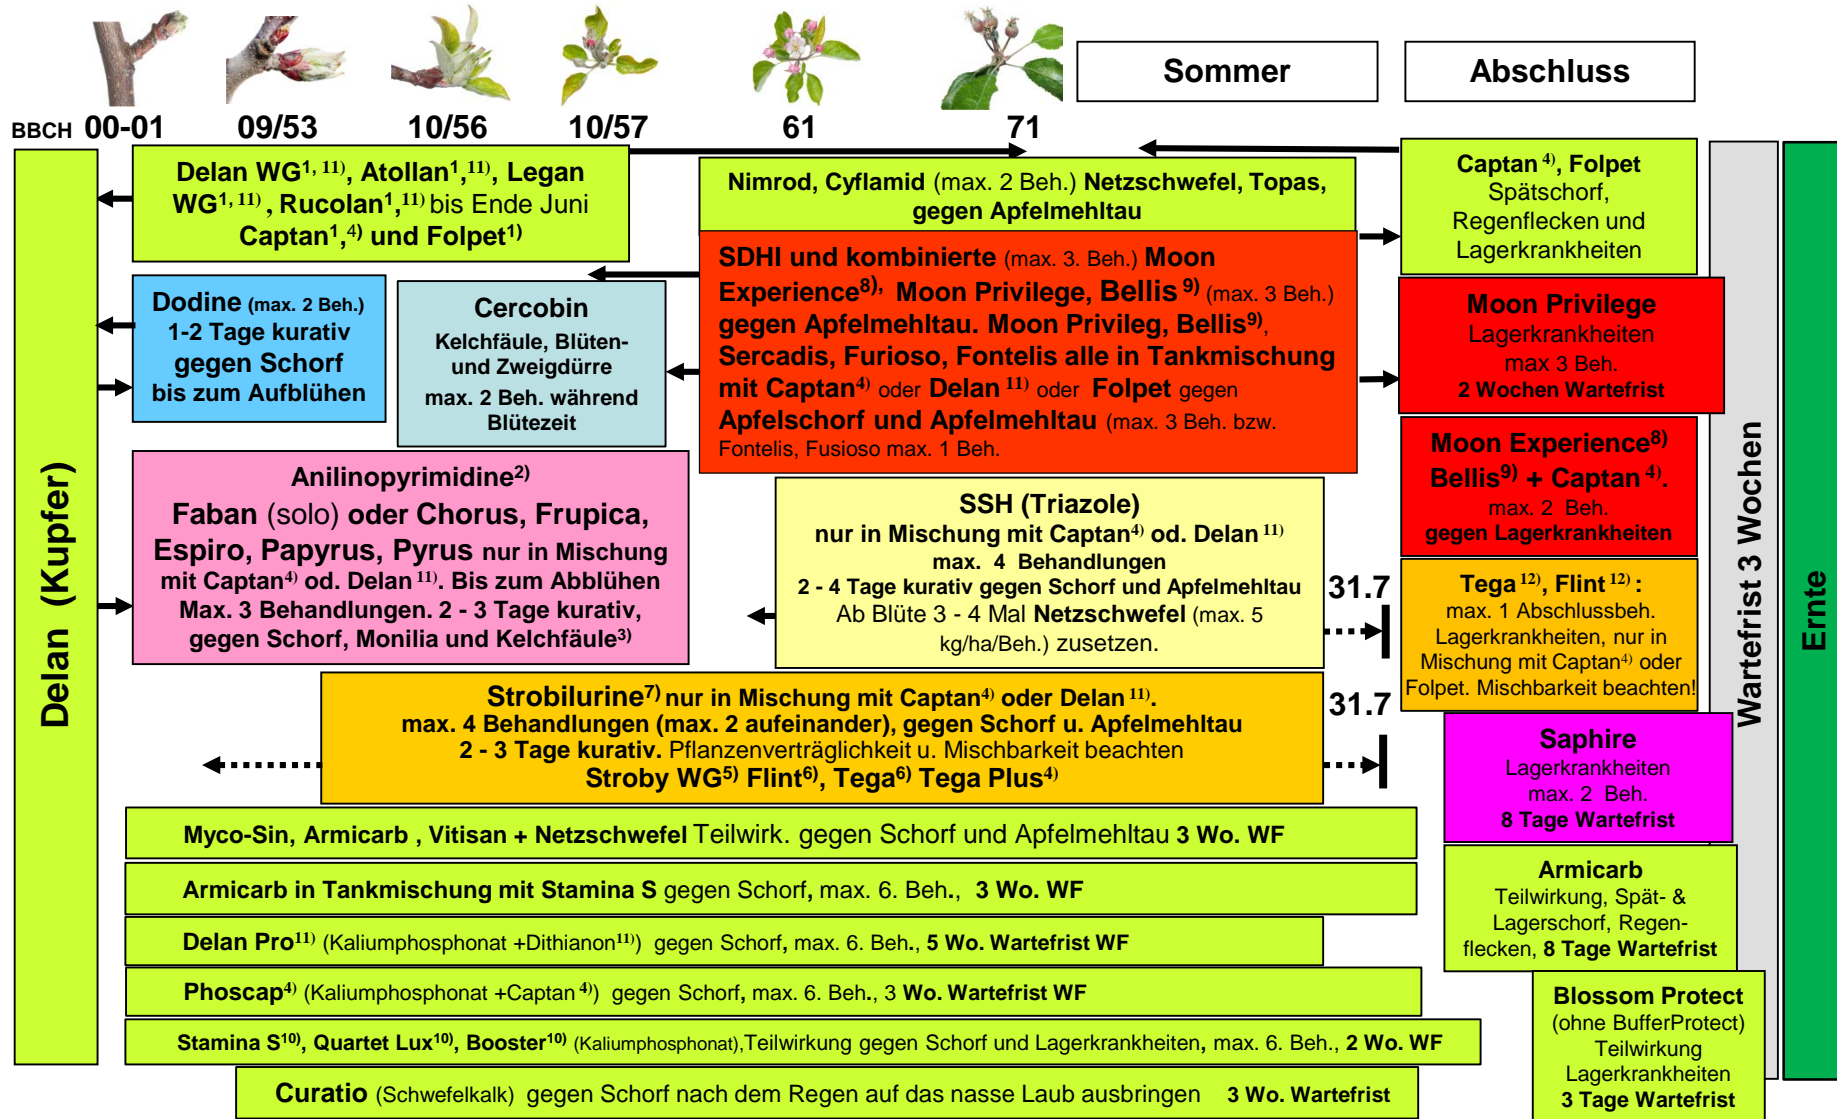 Sommer
Abschluss
BBCH 00-01 09/53 10/56 10/57 61 71
Delan (Kupfer)
Delan WG¹, ¹¹⁾, Atollan¹,¹¹⁾, Legan
WG¹, ¹¹⁾, Rucolan¹,¹¹⁾ bis Ende Juni
Captan¹,⁴⁾ und Folpet¹⁾
Nimrod, Cyflamid (max. 2 Beh.) Netzschwefel, Topas,
gegen Apfelmehltau
Captan ⁴⁾, Folpet
Spätschorf,
Regenflecken und
Lagerkrankheiten
Dodine (max. 2 Beh.)
1-2 Tage kurativ
gegen Schorf
bis zum Aufblühen
Cercobin
Kelchfäule, Blüten-
und Zweigdürre
max. 2 Beh. während
Blütezeit
SDHI und kombinierte (max. 3. Beh.) Moon
Experience⁸⁾, Moon Privilege, Bellis ⁹⁾ (max. 3 Beh.)
gegen Apfelmehltau. Moon Privileg, Bellis⁹⁾,
Sercadis, Furioso, Fontelis alle in Tankmischung
mit Captan⁴⁾ oder Delan ¹¹⁾ oder Folpet gegen
Apfelschorf und Apfelmehltau (max. 3 Beh. bzw.
Fontelis, Fusioso max. 1 Beh.
Moon Privilege
Lagerkrankheiten
max 3 Beh.
2 Wochen Wartefrist
Moon Experience⁸⁾
Bellis⁹⁾ + Captan ⁴⁾.
max. 2 Beh.
gegen Lagerkrankheiten
Anilinopyrimidine²⁾
Faban (solo) oder Chorus, Frupica,
Espiro, Papyrus, Pyrus nur in Mischung
mit Captan⁴⁾ od. Delan ¹¹⁾. Bis zum Abblühen
Max. 3 Behandlungen. 2 - 3 Tage kurativ,
gegen Schorf, Monilia und Kelchfäule³⁾
SSH (Triazole)
nur in Mischung mit Captan⁴⁾ od. Delan ¹¹⁾
max. 4 Behandlungen
2 - 4 Tage kurativ gegen Schorf und Apfelmehltau
Ab Blüte 3 - 4 Mal Netzschwefel (max. 5
kg/ha/Beh.) zusetzen.
31.7
Tega ¹²⁾, Flint ¹²⁾ :
max. 1 Abschlussbeh.
Lagerkrankheiten, nur in
Mischung mit Captan⁴⁾ oder
Folpet. Mischbarkeit beachten!
Strobilurine⁷⁾ nur in Mischung mit Captan⁴⁾ oder Delan ¹¹⁾.
max. 4 Behandlungen (max. 2 aufeinander), gegen Schorf u. Apfelmehltau
2 - 3 Tage kurativ. Pflanzenverträglichkeit u. Mischbarkeit beachten
Stroby WG⁵⁾ Flint⁶⁾, Tega⁶⁾ Tega Plus⁴⁾
31.7
Saphire
Lagerkrankheiten
max. 2 Beh.
8 Tage Wartefrist
Myco-Sin, Armicarb , Vitisan + Netzschwefel Teilwirk. gegen Schorf und Apfelmehltau 3 Wo. WF
Armicarb in Tankmischung mit Stamina S gegen Schorf, max. 6. Beh., 3 Wo. WF
Delan Pro¹¹⁾ (Kaliumphosphonat +Dithianon¹¹⁾) gegen Schorf, max. 6. Beh., 5 Wo. Wartefrist WF
Phoscap⁴⁾ (Kaliumphosphonat +Captan ⁴⁾) gegen Schorf, max. 6. Beh., 3 Wo. Wartefrist WF
Stamina S¹⁰⁾, Quartet Lux¹⁰⁾, Booster¹⁰⁾ (Kaliumphosphonat),Teilwirkung gegen Schorf und Lagerkrankheiten, max. 6. Beh., 2 Wo. WF
Curatio (Schwefelkalk) gegen Schorf nach dem Regen auf das nasse Laub ausbringen 3 Wo. Wartefrist
Armicarb
Teilwirkung, Spät- &
Lagerschorf, Regen-
flecken, 8 Tage Wartefrist
Blossom Protect
(ohne BufferProtect)
Teilwirkung
Lagerkrankheiten
3 Tage Wartefrist
Wartefrist 3 Wochen
Ernte